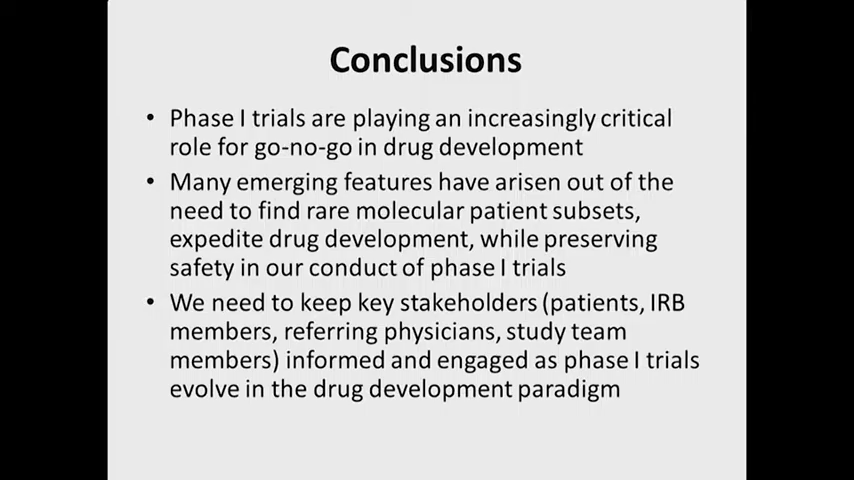 Conclusions
• Phase I trials are playing an increasingly critical
role for go-no-go in drug development
• Many emerging features have arisen out of the
need to find rare molecular patient subsets,
expedite drug development, while preserving
safety in our conduct of phase I trials
• We need to keep key stakeholders (patients, IRB
members, referring physicians, study team
members) informed and engaged as phase I trials
evolve in the drug development paradigm